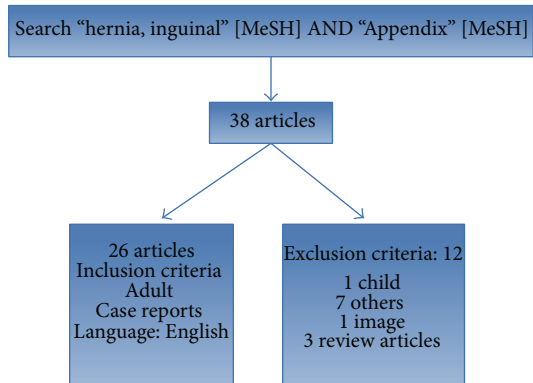 Search “hernia, inguinal” [MeSH] AND “Appendix” [MeSH]
38 articles
26 articles
Inclusion criteria
Adult
Case reports
Language: English
Exclusion criteria: 12
1 child
7 others
1 image
3 review articles